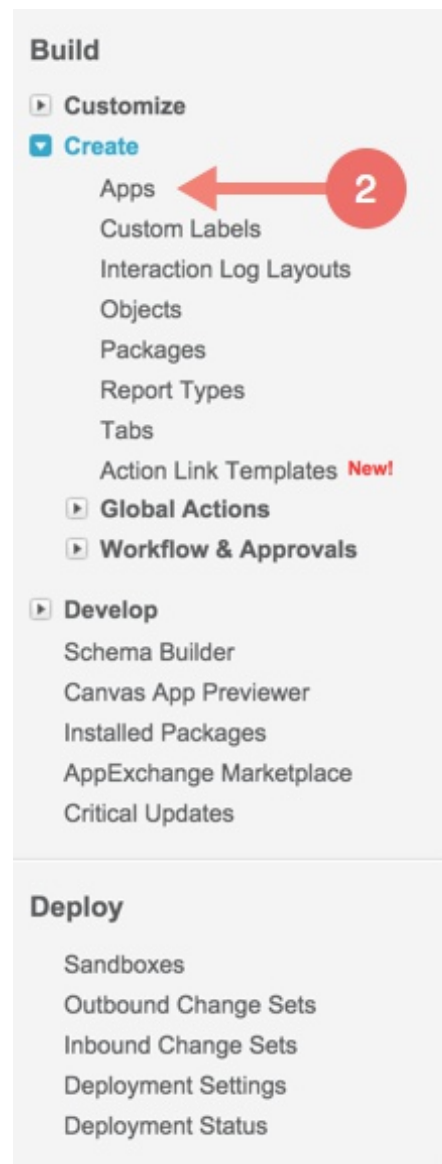 Build
Customize
Create
Apps 2
Custom Labels
Interaction Log Layouts
Objects
Packages
Report Types
Tabs
Action Link Templates New!
Global Actions
Workflow & Approvals
Develop
Schema Builder
Canvas App Previewer
Installed Packages
AppExchange Marketplace
Critical Updates
Deploy
Sandboxes
Outbound Change Sets
Inbound Change Sets
Deployment Settings
Deployment Status